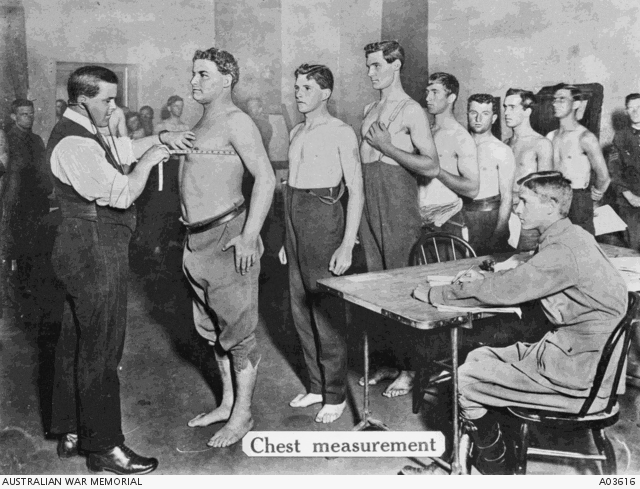 Chest measurement
AUSTRALIAN WAR MEMORIAL A03616